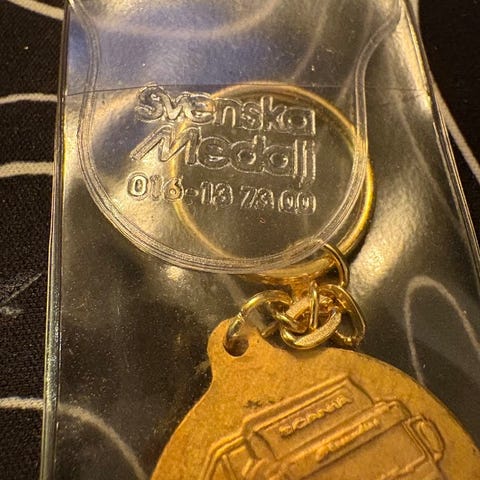 Svenska
Medalj
016-13 73 00
SCANIA